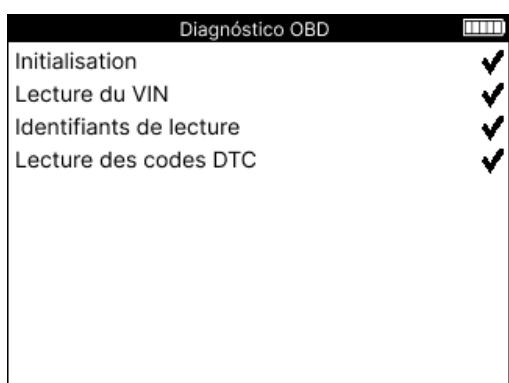 Diagnóstico OBD
Initialisation
Lecture du VIN
Identifiants de lecture
Lecture des codes DTC